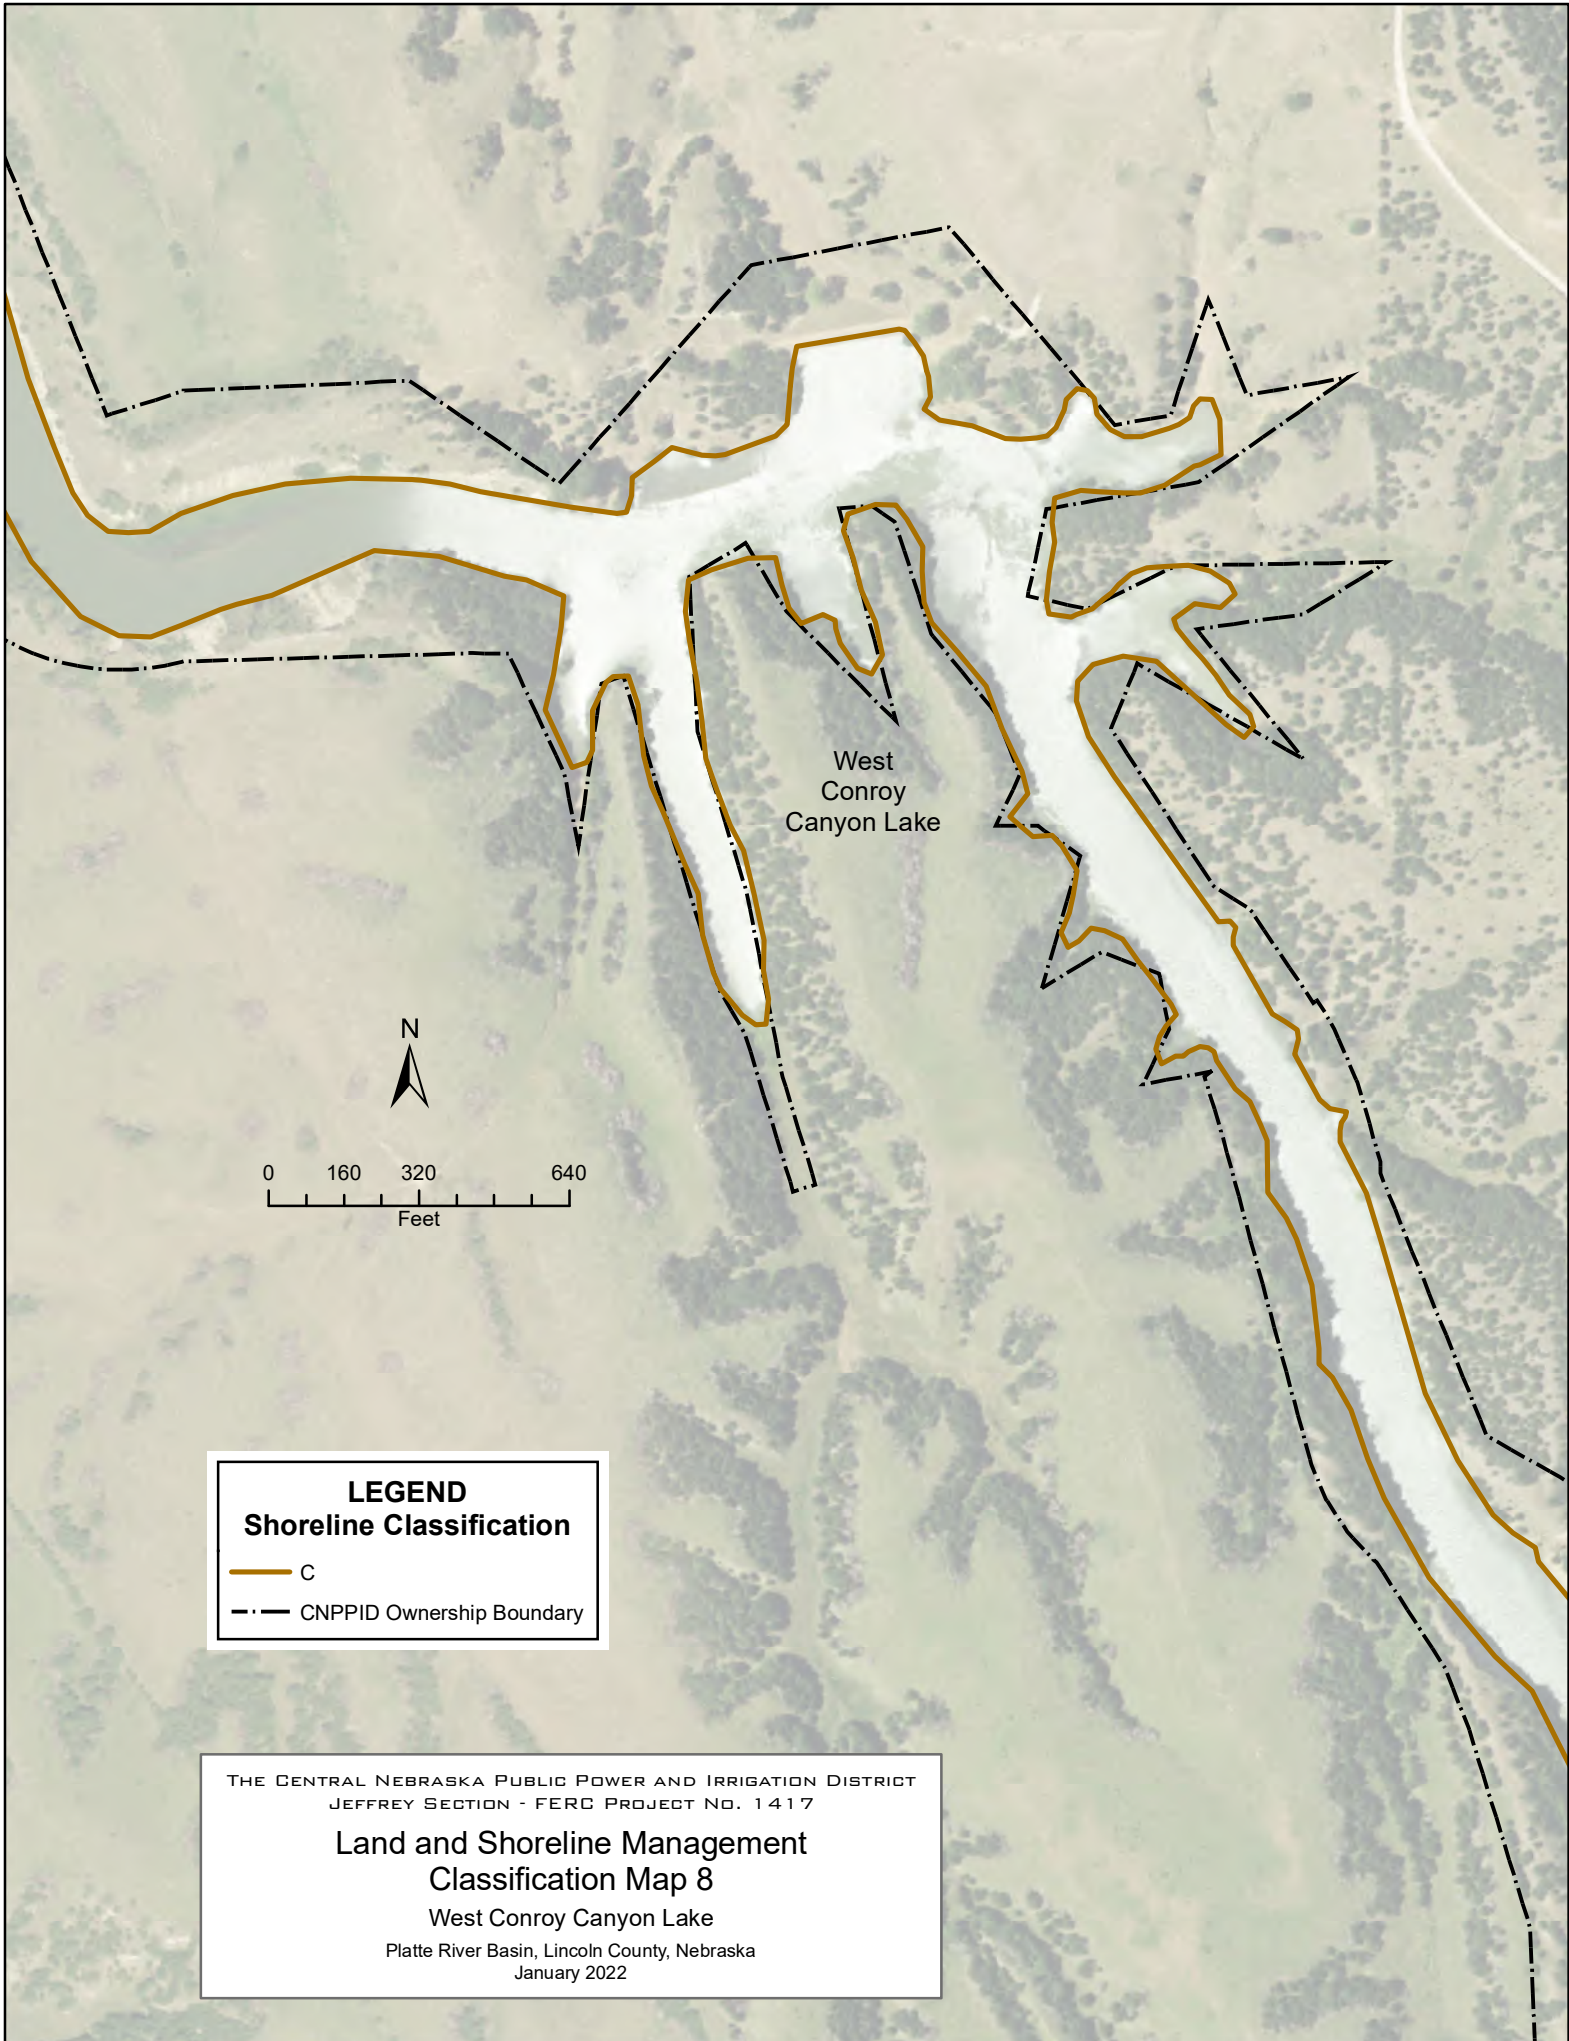 West
Conroy
Canyon Lake
N
0 160 320 640
Feet
LEGEND
Shoreline Classification
C
CNPPID Ownership Boundary
THE CENTRAL NEBRASKA PUBLIC POWER AND IRRIGATION DISTRICT
JEFFREY SECTION - FERC PROJECT NO. 1417
Land and Shoreline Management
Classification Map 8
West Conroy Canyon Lake
Platte River Basin, Lincoln County, Nebraska
January 2022